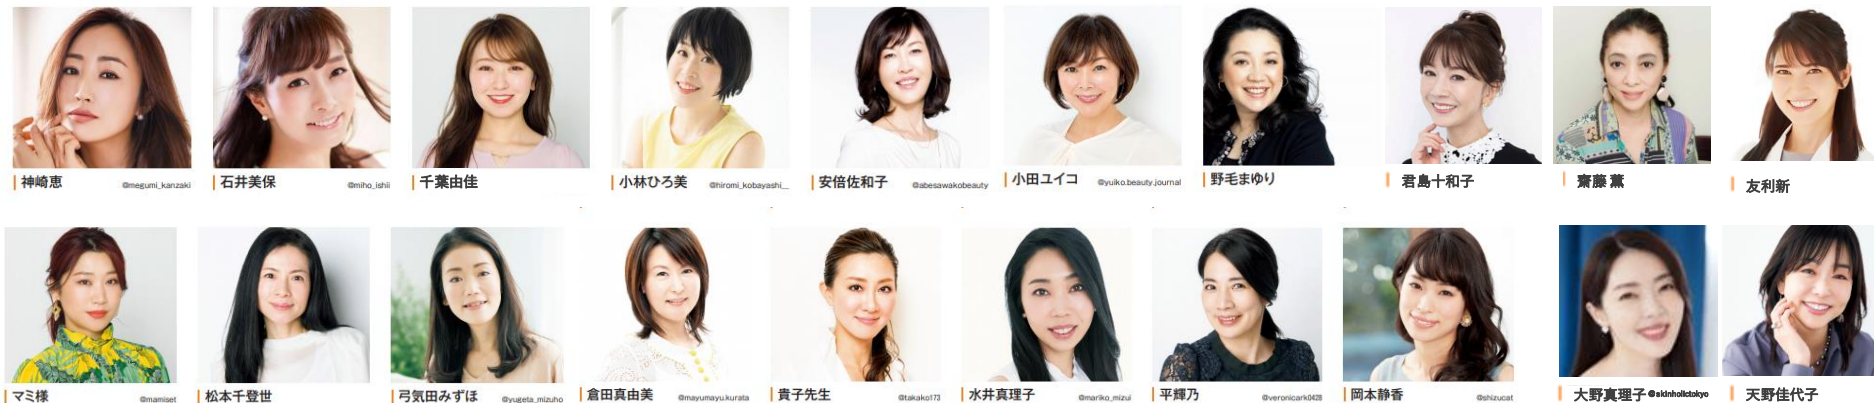 神崎恵 @megumi_kanzaki
石井美保 @miho_ishii
千葉由佳
小林ひろ美 @hiromi_kobayashi__
安倍佐和子 @abesawakobeauty
小田ユイコ @yuiko.beauty.journal
野毛まゆり
君島十和子
齋藤 薫
友利新
マミ様 @mamiset
松本千登世
弓気田みずほ @yugeta_mizuho
倉田真由美 @mayumayu.kurata
貴子先生 @takako173
水井真理子 @mariko_mizui
平輝乃 @veronicark0428
岡本静香 @shizucat
大野真理子 @skinholictokyo
天野佳代子